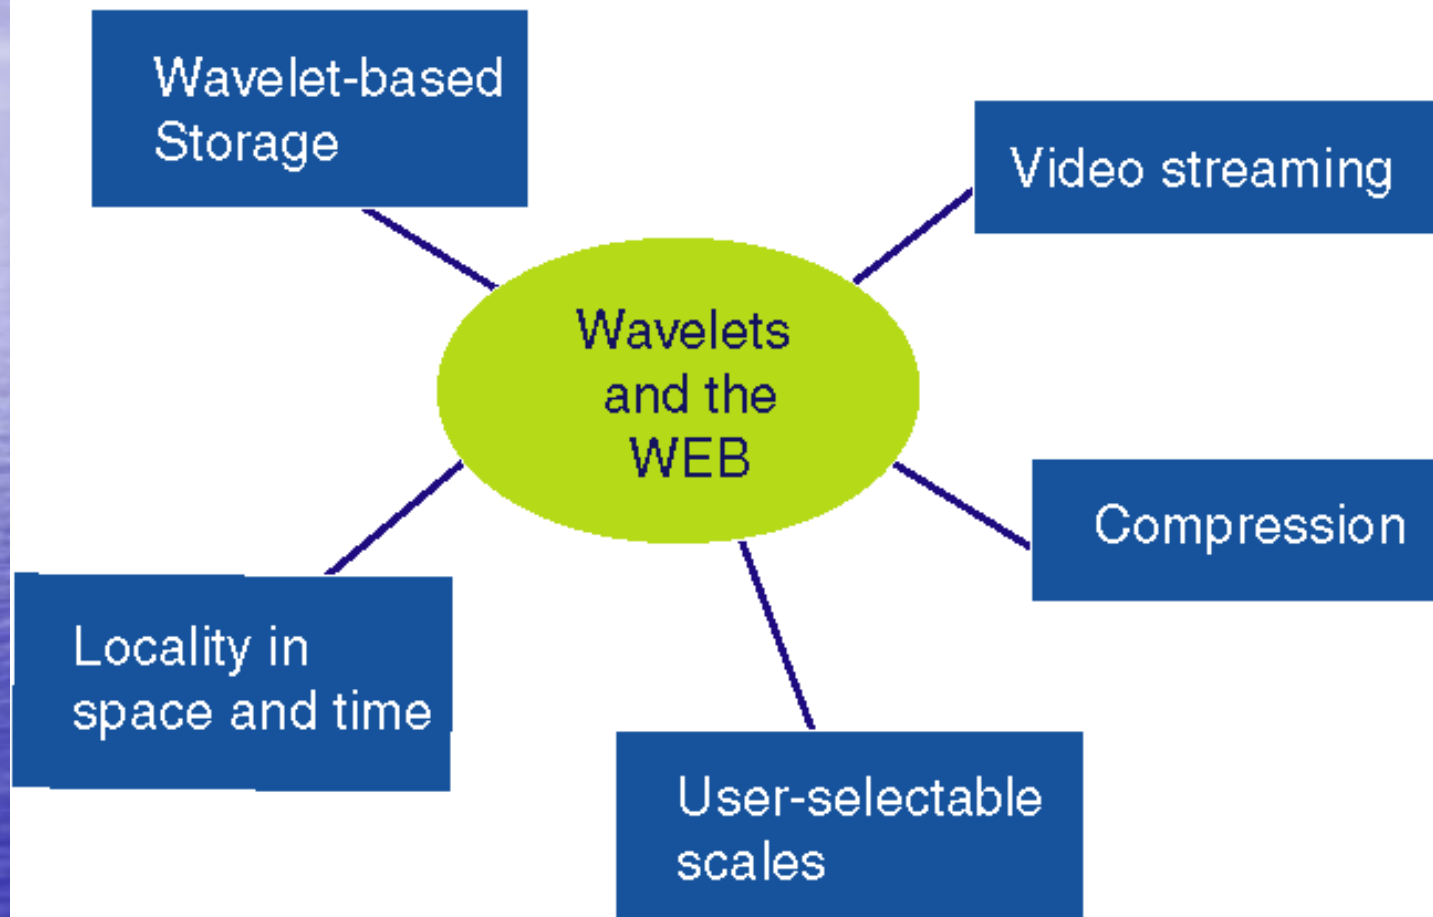 Wavelet-based
Storage
Video streaming
Wavelets
and the
WEB
Compression
Locality in
space and time
User-selectable
scales